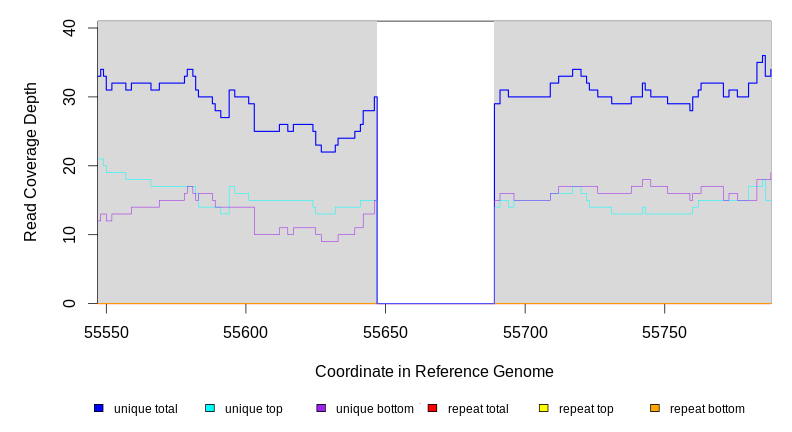 40
30
20
10
0
Read Coverage Depth
55550 55600 55650 55700 55750
Coordinate in Reference Genome
unique total unique top unique bottom repeat total repeat top repeat bottom